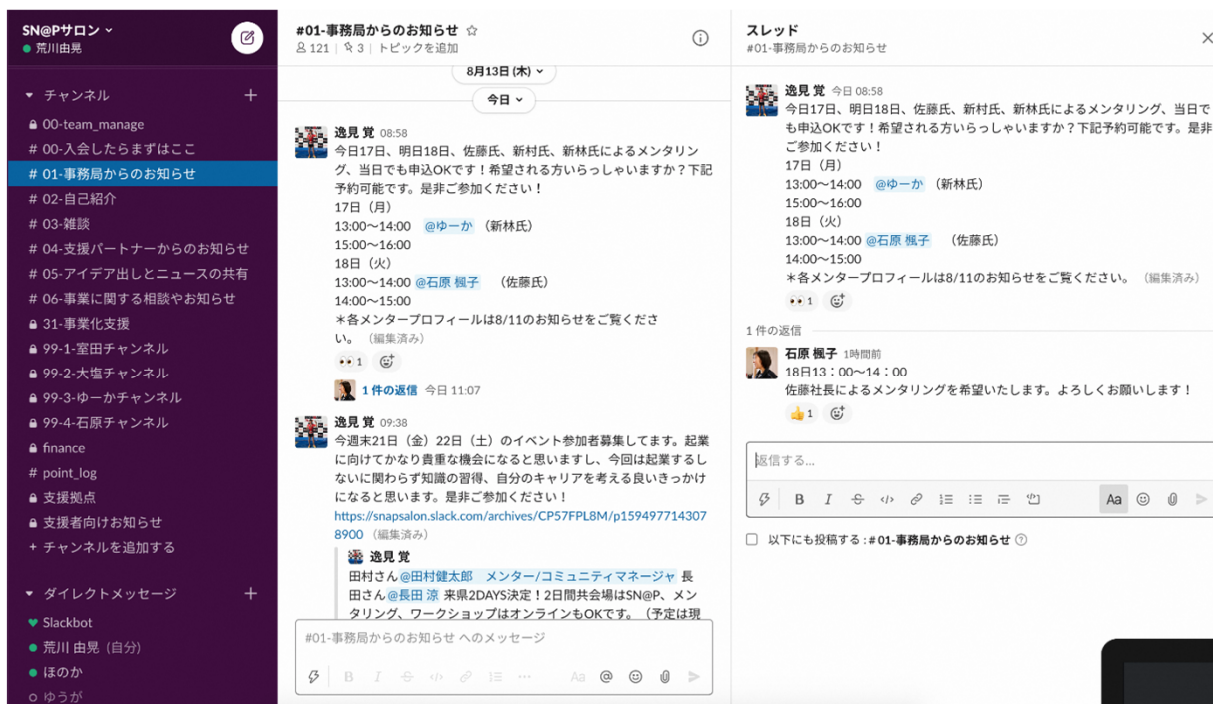 SN@Pサロン
荒川由晃
チャンネル
00-team_manage
# 00-入会したらまずはここ
# 01-事務局からのお知らせ
# 02-自己紹介
# 03-雑談
# 04-支援パートナーからのお知らせ
# 05-アイデア出しとニュースの共有
# 06-事業に関する相談やお知らせ
31-事業化支援
99-1-室田チャンネル
99-2-大塩チャンネル
99-3-ゆーかチャンネル
99-4-石原チャンネル
finance
# point_log
支援拠点
支援者向けお知らせ
+ チャンネルを追加する
ダイレクトメッセージ
Slackbot
荒川 由晃 (自分)
ほのか
ゆうが
#01-事務局からのお知らせ
121 | 3 | トピックを追加
8月13日 (木)
今日
逸見 覚 08:58
今日17日、明日18日、佐藤氏、新村氏、新林氏によるメンタリン
グ、当日でも申込OKです！希望される方いらっしゃいますか？下記
予約可能です。是非ご参加ください！
17日（月）
13:00〜14:00 @ゆーか （新林氏）
15:00〜16:00
18日（火）
13:00〜14:00 @石原 楓子 （佐藤氏）
14:00〜15:00
＊各メンタープロフィールは8/11のお知らせをご覧くださ
い。 （編集済み）
1
1 件の返信 今日 11:07
逸見 覚 09:38
今週末21日（金）22日（土）のイベント参加者募集してます。起業
に向けてかなり貴重な機会になると思いますし、今回は起業するし
ないに関わらず知識の習得、自分のキャリアを考える良いきっかけ
になると思います。是非ご参加ください！
https://snapsalon.slack.com/archives/CP57FPL8M/p159497714307
8900 （編集済み）
逸見 覚
田村さん@田村健太郎 メンター/コミュニティマネージャ 長
田さん@長田 涼 来県2DAYS決定！2日間共会場はSN@P、メン
タリング、ワークショップはオンラインもOKです。（予定は現
#01-事務局からのお知らせ へのメッセージ
Aa @
スレッド
#01-事務局からのお知らせ
逸見 覚 今日 08:58
今日17日、明日18日、佐藤氏、新村氏、新林氏によるメンタリング、当日で
も申込OKです！希望される方いらっしゃいますか？下記予約可能です。是非
ご参加ください！
17日（月）
13:00〜14:00 @ゆーか （新林氏）
15:00〜16:00
18日（火）
13:00〜14:00 @石原 楓子 （佐藤氏）
14:00〜15:00
＊各メンタープロフィールは8/11のお知らせをご覧ください。 （編集済み）
1
1 件の返信
石原 楓子 1時間前
18日13：00〜14：00
佐藤社長によるメンタリングを希望いたします。よろしくお願いします！
1
返信する...
B I Aa
以下にも投稿する : # 01-事務局からのお知らせ